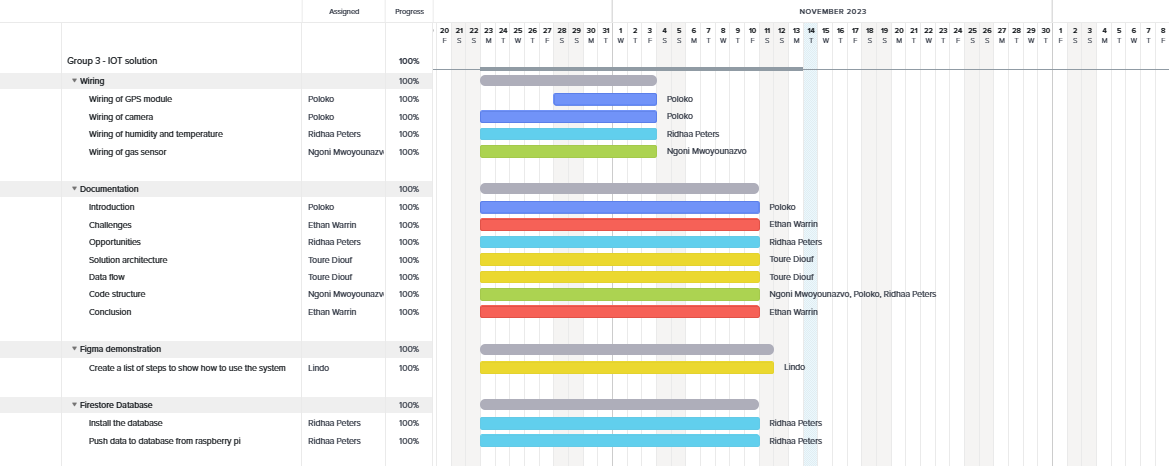 Assigned Progress NOVEMBER 2023
20 21 22 23 24 25 26 27 28 29 30 31 1 2 3 4 5 6 7 8 9 10 11 12 13 14 15 16 17 18 19 20 21 22 23 24 25 26 27 28 29 30 1 2 3 4 5 6 7 8
F S S M T W T F S S M T W T F S S M T W T F S S M T W T F S S M T W T F S S M T W T F S S M T W T F
Group 3 - IOT solution 100%
Wiring 100%
Wiring of GPS module Poloko 100% Poloko
Wiring of camera Poloko 100% Poloko
Wiring of humidity and temperature Ridhaa Peters 100% Ridhaa Peters
Wiring of gas sensor Ngoni Mwoyounazv 100% Ngoni Mwoyounazvo
Documentation 100%
Introduction Poloko 100% Poloko
Challenges Ethan Warrin 100% Ethan Warrin
Opportunities Ridhaa Peters 100% Ridhaa Peters
Solution architecture Toure Diouf 100% Toure Diouf
Data flow Toure Diouf 100% Toure Diouf
Code structure Ngoni Mwoyounazv 100% Ngoni Mwoyounazvo, Poloko, Ridhaa Peters
Conclusion Ethan Warrin 100% Ethan Warrin
Figma demonstration 100%
Create a list of steps to show how to use the system Lindo 100% Lindo
Firestore Database 100%
Install the database Ridhaa Peters 100% Ridhaa Peters
Push data to database from raspberry pi Ridhaa Peters 100% Ridhaa Peters